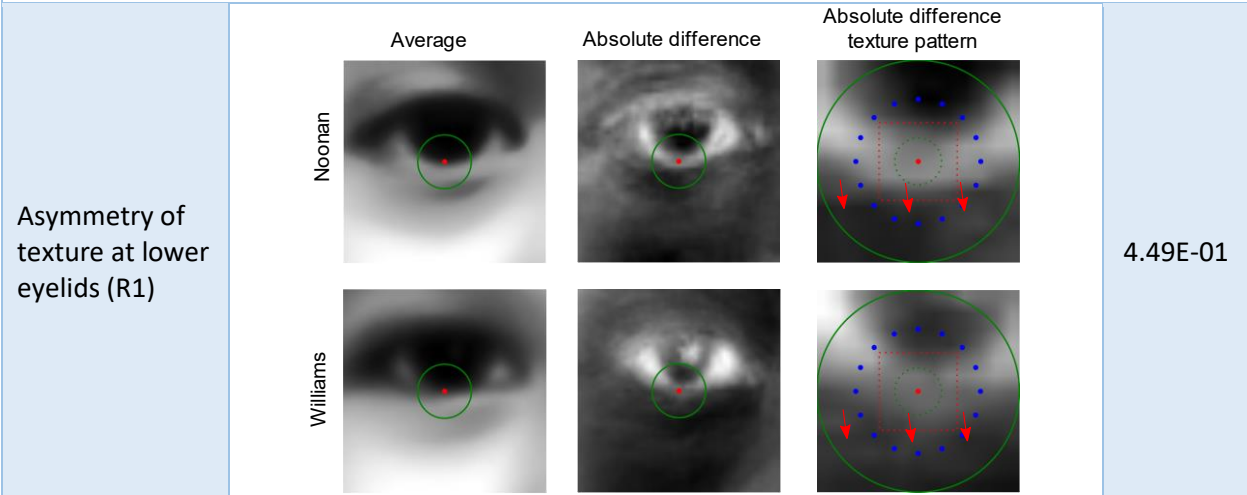 Average
Absolute difference
Absolute difference
texture pattern
Noonan
Asymmetry of
texture at lower
eyelids (R1)
4.49E-01
Williams